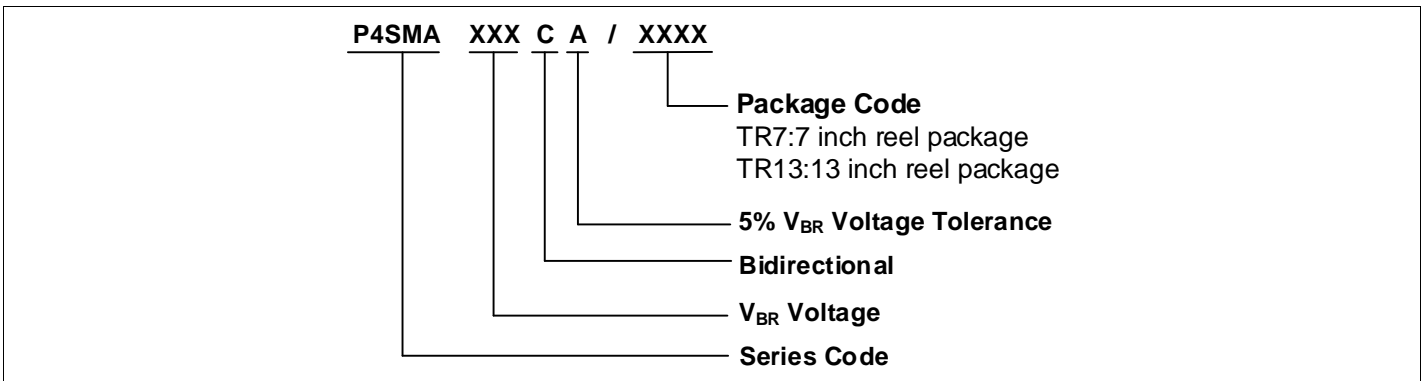 P4SMA XXX C A / XXXX
Package Code
TR7:7 inch reel package
TR13:13 inch reel package
5% VBR Voltage Tolerance
Bidirectional
VBR Voltage
Series Code